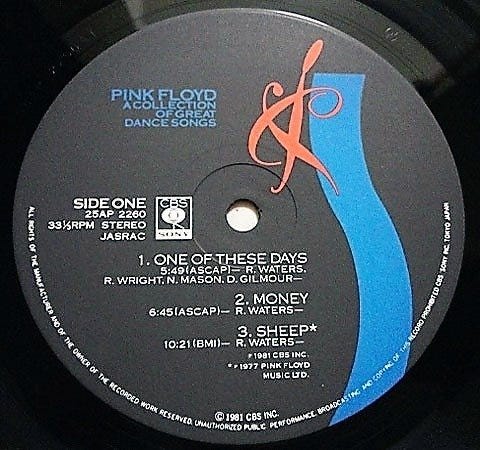 PINK FLOYD
A COLLECTION
OF GREAT
DANCE SONGS
SIDE ONE
25AP 2260
33⅓RPM STEREO
JASRAC
CBS
SONY
1. ONE OF THESE DAYS
5:49(ASCAP)— R. WATERS,
R. WRIGHT, N. MASON, D. GILMOUR—
2. MONEY
6:45(ASCAP)— R. WATERS—
3. SHEEP*
10:21(BMI)— R. WATERS—
℗1981 CBS INC.
*℗1977 PINK FLOYD
MUSIC LTD.
©1981 CBS INC.
ALL RIGHTS OF THE MANUFACTURER AND OF THE OWNER OF THE RECORDED WORK RESERVED. UNAUTHORIZED PUBLIC PERFORMANCE, BROADCASTING AND COPYING OF THIS RECORD PROHIBITED CBS/SONY INC. TOKYO JAPAN